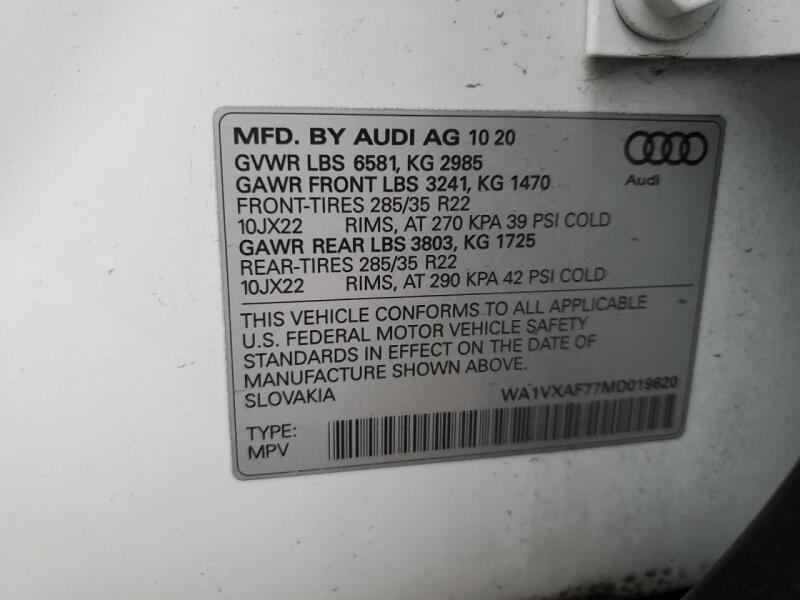 MFD. BY AUDI AG 10 20
GVWR LBS 6581, KG 2985
GAWR FRONT LBS 3241, KG 1470
FRONT-TIRES 285/35 R22
10JX22 RIMS, AT 270 KPA 39 PSI COLD
GAWR REAR LBS 3803, KG 1725
REAR-TIRES 285/35 R22
10JX22 RIMS, AT 290 KPA 42 PSI COLD
Audi
THIS VEHICLE CONFORMS TO ALL APPLICABLE
U.S. FEDERAL MOTOR VEHICLE SAFETY
STANDARDS IN EFFECT ON THE DATE OF
MANUFACTURE SHOWN ABOVE.
SLOVAKIA WA1VXAF77MD019620
TYPE:
MPV